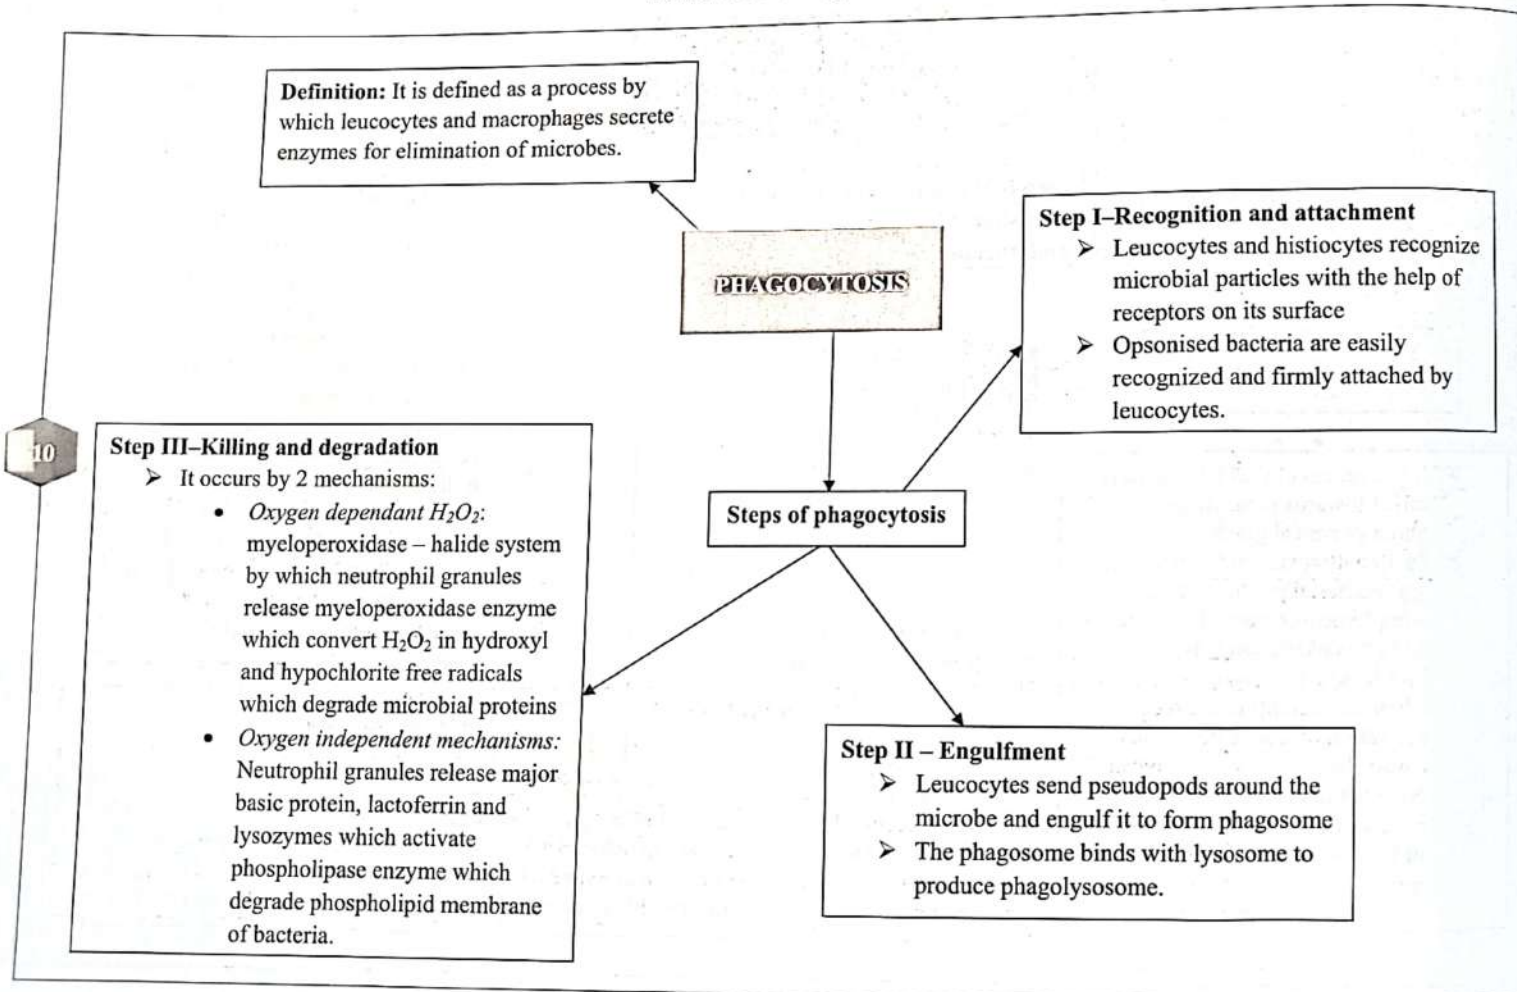 Definition: It is defined as a process by
which leucocytes and macrophages secrete
enzymes for elimination of microbes.
PHAGOCYTOSIS
Step I–Recognition and attachment
➢ Leucocytes and histiocytes recognize
microbial particles with the help of
receptors on its surface
➢ Opsonised bacteria are easily
recognized and firmly attached by
leucocytes.
Steps of phagocytosis
Step II – Engulfment
➢ Leucocytes send pseudopods around the
microbe and engulf it to form phagosome
➢ The phagosome binds with lysosome to
produce phagolysosome.
10
Step III–Killing and degradation
➢ It occurs by 2 mechanisms:
• Oxygen dependant H₂O₂:
myeloperoxidase – halide system
by which neutrophil granules
release myeloperoxidase enzyme
which convert H₂O₂ in hydroxyl
and hypochlorite free radicals
which degrade microbial proteins
• Oxygen independent mechanisms:
Neutrophil granules release major
basic protein, lactoferrin and
lysozymes which activate
phospholipase enzyme which
degrade phospholipid membrane
of bacteria.